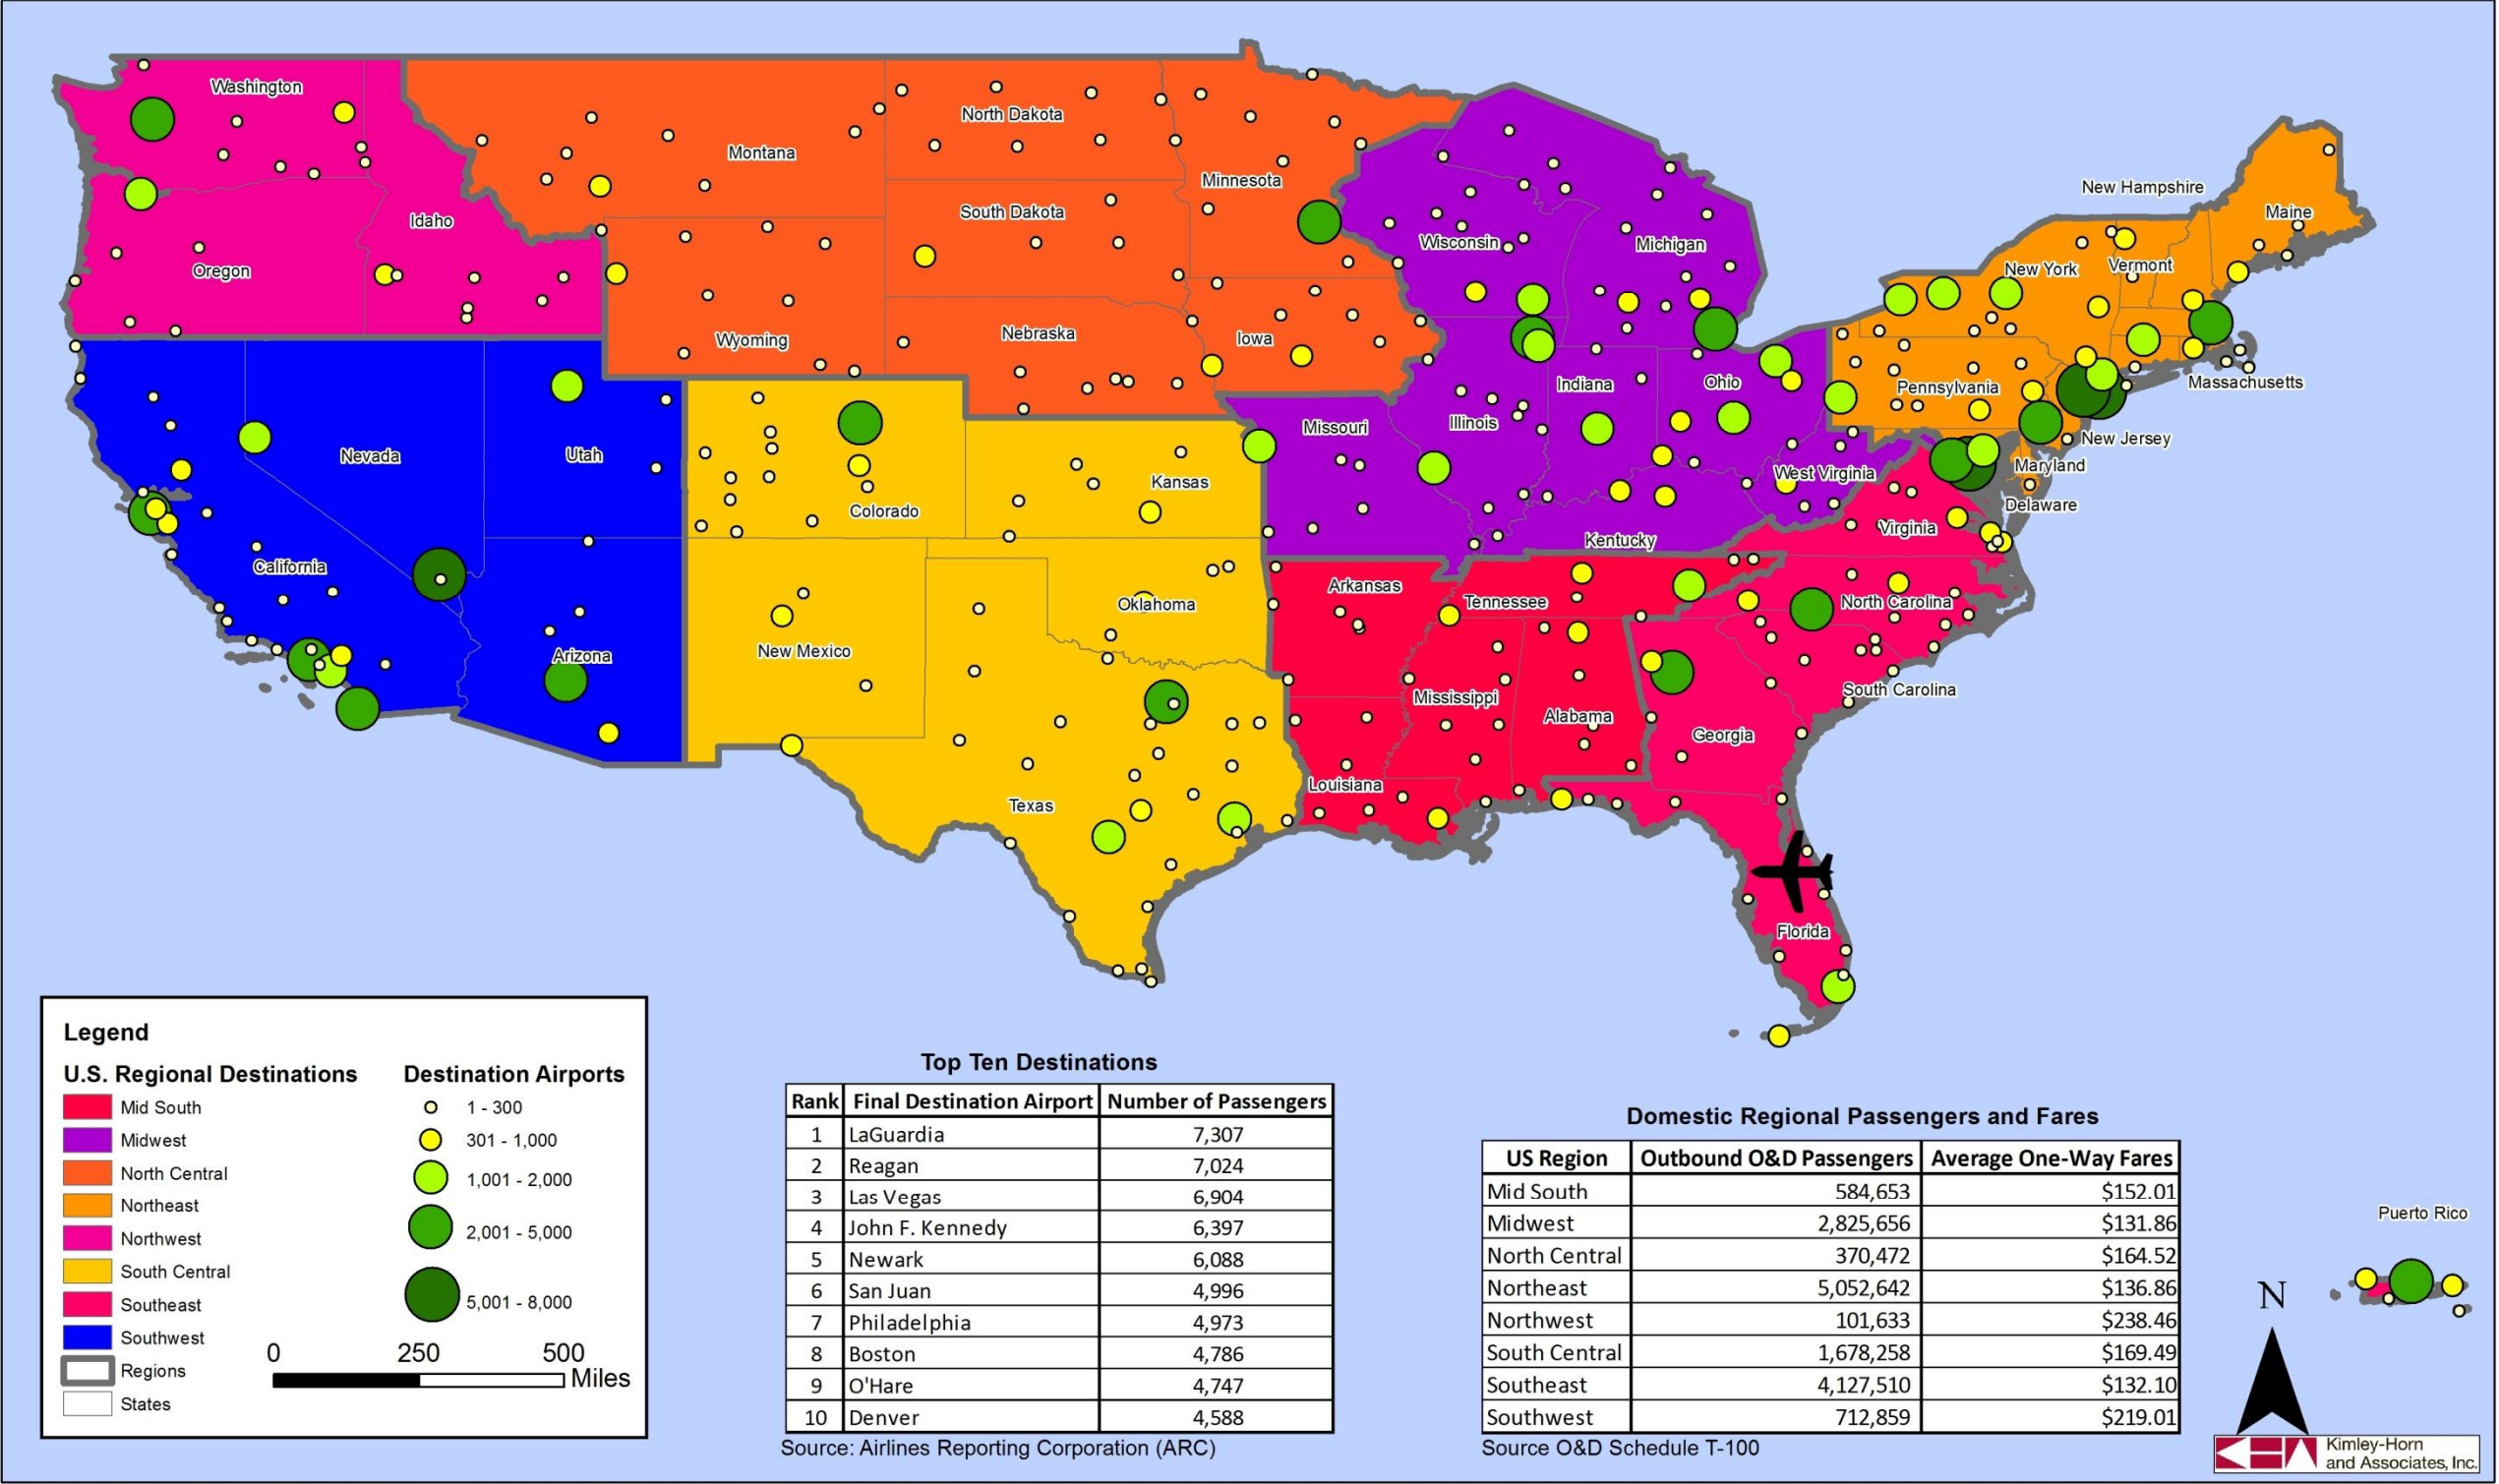 Washington
North Dakota
Montana
Minnesota
New Hampshire
Maine
South Dakota
Idaho
Wisconsin
Michigan
Oregon
New York
Vermont
Wyoming
Nebraska
Iowa
Indiana
Ohio
Pennsylvania
Massachusetts
Missouri
Illinois
New Jersey
Nevada
Utah
Maryland
West Virginia
Kansas
Colorado
Delaware
Virginia
Kentucky
California
Arkansas
Tennessee
North Carolina
Oklahoma
New Mexico
Arizona
South Carolina
Mississippi
Alabama
Georgia
Louisiana
Texas
Florida
Legend
U.S. Regional Destinations
Mid South
Midwest
North Central
Northeast
Northwest
South Central
Southeast
Southwest
Regions
States
Destination Airports
1 - 300
301 - 1,000
1,001 - 2,000
2,001 - 5,000
5,001 - 8,000
0 250 500
Miles
Top Ten Destinations
Rank Final Destination Airport Number of Passengers
1 LaGuardia 7,307
2 Reagan 7,024
3 Las Vegas 6,904
4 John F. Kennedy 6,397
5 Newark 6,088
6 San Juan 4,996
7 Philadelphia 4,973
8 Boston 4,786
9 O'Hare 4,747
10 Denver 4,588
Source: Airlines Reporting Corporation (ARC)
Domestic Regional Passengers and Fares
US Region Outbound O&D Passengers Average One-Way Fares
Mid South 584,653 $152.01
Midwest 2,825,656 $131.86
North Central 370,472 $164.52
Northeast 5,052,642 $136.86
Northwest 101,633 $238.46
South Central 1,678,258 $169.49
Southeast 4,127,510 $132.10
Southwest 712,859 $219.01
Source O&D Schedule T-100
Puerto Rico
N
Kimley-Horn
and Associates, Inc.